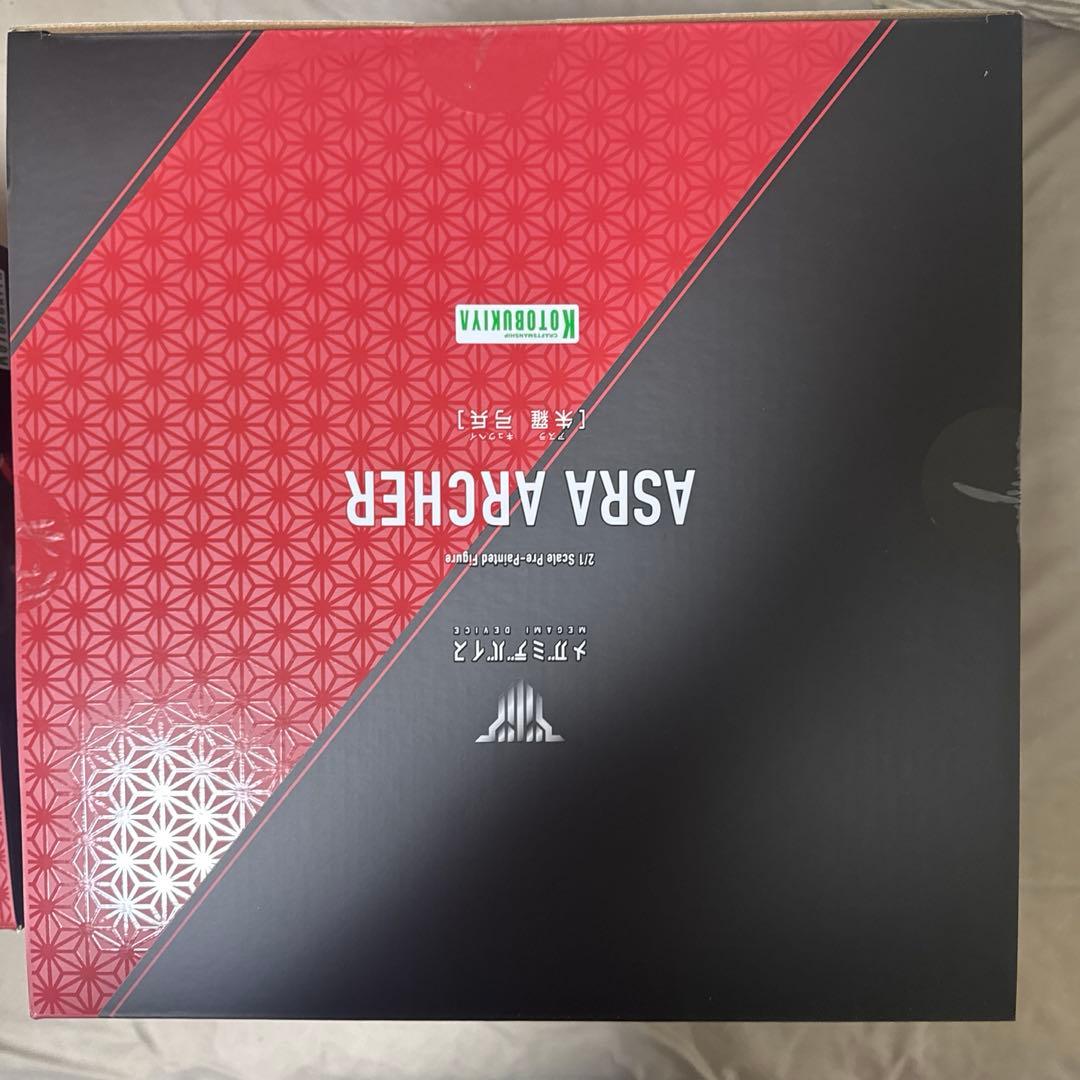 メガミデバイス
MEGAMI DEVICE
2/1 Scale Pre-Painted Figure
ASRA ARCHER
アスラ キュウヘイ
[朱羅 弓兵]
CRAFTSMANSHIP
KOTOBUKIYA